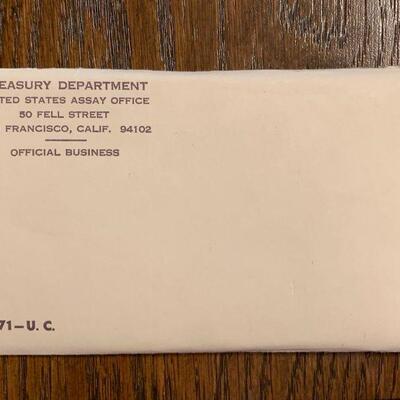 EASURY DEPARTMENT
TED STATES ASSAY OFFICE
50 FELL STREET
FRANCISCO, CALIF. 94102
OFFICIAL BUSINESS
71-U. C.